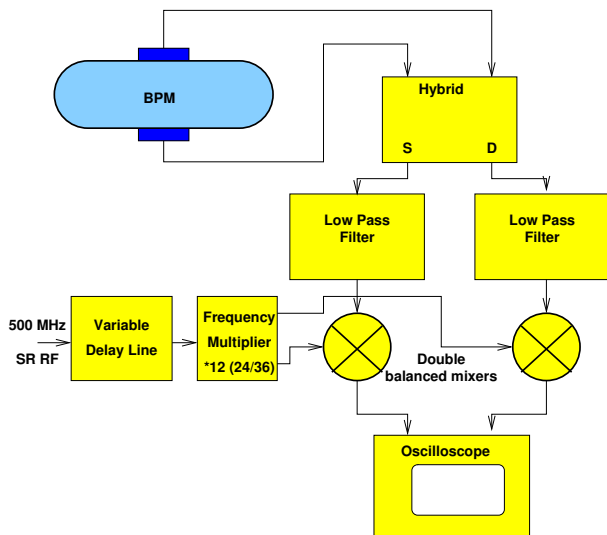 BPM
Hybrid
S D
Low Pass
Filter
Low Pass
Filter
500 MHz
SR RF
Variable
Delay Line
Frequency
Multiplier
*12 (24/36)
Double
balanced mixers
Oscilloscope